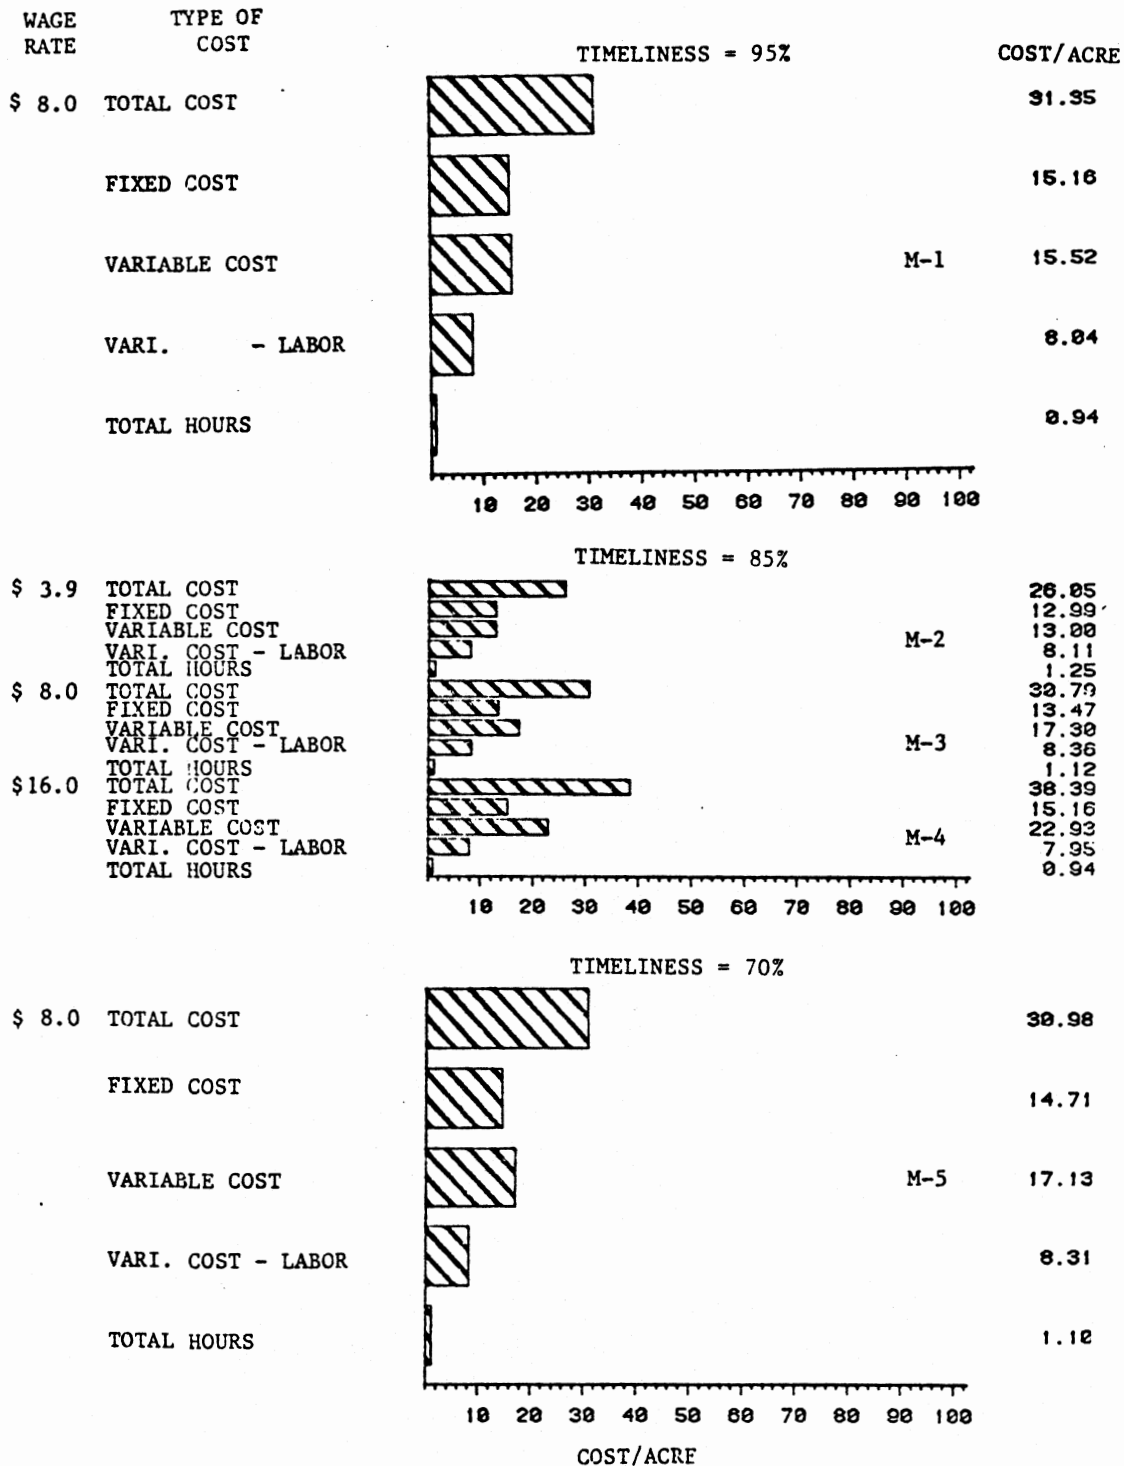 WAGE RATE TYPE OF COST TIMELINESS = 95% COST/ACRE
$ 8.0 TOTAL COST 31.35
FIXED COST 15.16
VARIABLE COST M-1 15.52
VARI. - LABOR 8.04
TOTAL HOURS 0.94
10 20 30 40 50 60 70 80 90 100
TIMELINESS = 85%
$ 3.9 TOTAL COST 26.05
FIXED COST 12.99
VARIABLE COST M-2 13.00
VARI. COST - LABOR 8.11
TOTAL HOURS 1.25
$ 8.0 TOTAL COST 30.79
FIXED COST 13.47
VARIABLE COST 17.30
VARI. COST - LABOR M-3 8.36
TOTAL HOURS 1.12
$16.0 TOTAL COST 38.39
FIXED COST 15.16
VARIABLE COST 22.93
VARI. COST - LABOR M-4 7.95
TOTAL HOURS 0.94
10 20 30 40 50 60 70 80 90 100
TIMELINESS = 70%
$ 8.0 TOTAL COST 30.98
FIXED COST 14.71
VARIABLE COST M-5 17.13
VARI. COST - LABOR 8.31
TOTAL HOURS 1.10
10 20 30 40 50 60 70 80 90 100
COST/ACRE